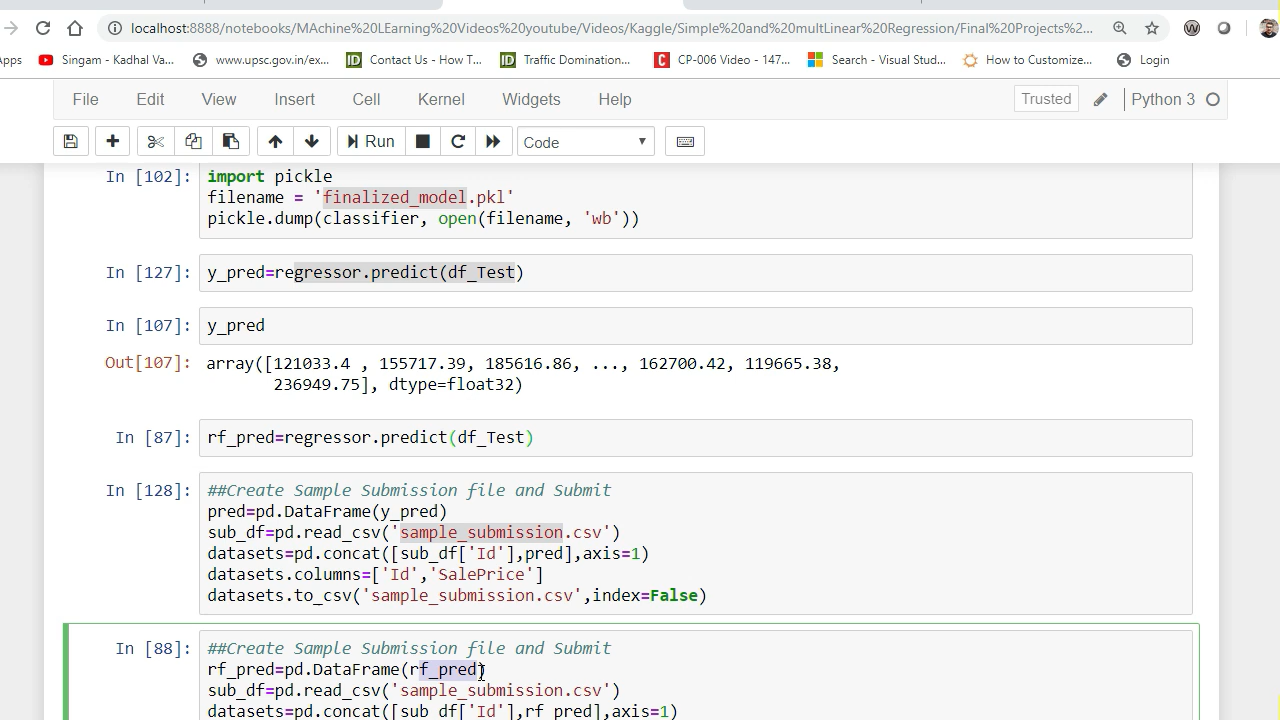 localhost:8888/notebooks/MAchine%20LEarning%20Videos%20youtube/Videos/Kaggle/Simple%20and%20multLinear%20Regression/Final%20Projects%2...
Apps Singam - Kadhal Va... www.upsc.gov.in/ex... Contact Us - How T... Traffic Domination... CP-006 Video - 147... Search - Visual Stud... How to Customize... Login
File Edit View Insert Cell Kernel Widgets Help Trusted Python 3
Run Code
In [102]: import pickle
filename = 'finalized_model.pkl'
pickle.dump(classifier, open(filename, 'wb'))
In [127]: y_pred=regressor.predict(df_Test)
In [107]: y_pred
Out[107]: array([121033.4 , 155717.39, 185616.86, ..., 162700.42, 119665.38,
236949.75], dtype=float32)
In [87]: rf_pred=regressor.predict(df_Test)
In [128]: ##Create Sample Submission file and Submit
pred=pd.DataFrame(y_pred)
sub_df=pd.read_csv('sample_submission.csv')
datasets=pd.concat([sub_df['Id'],pred],axis=1)
datasets.columns=['Id','SalePrice']
datasets.to_csv('sample_submission.csv',index=False)
In [88]: ##Create Sample Submission file and Submit
rf_pred=pd.DataFrame(rf_pred)
sub_df=pd.read_csv('sample_submission.csv')
datasets=pd.concat([sub_df['Id'],rf_pred],axis=1)